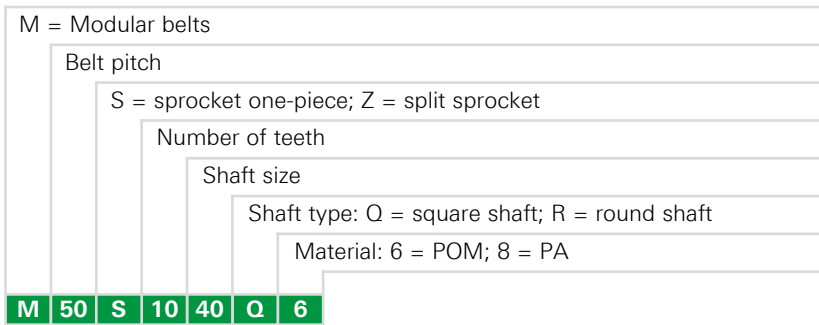 M = Modular belts
Belt pitch
S = sprocket one-piece; Z = split sprocket
Number of teeth
Shaft size
Shaft type: Q = square shaft; R = round shaft
Material: 6 = POM; 8 = PA
M 50 S 10 40 Q 6